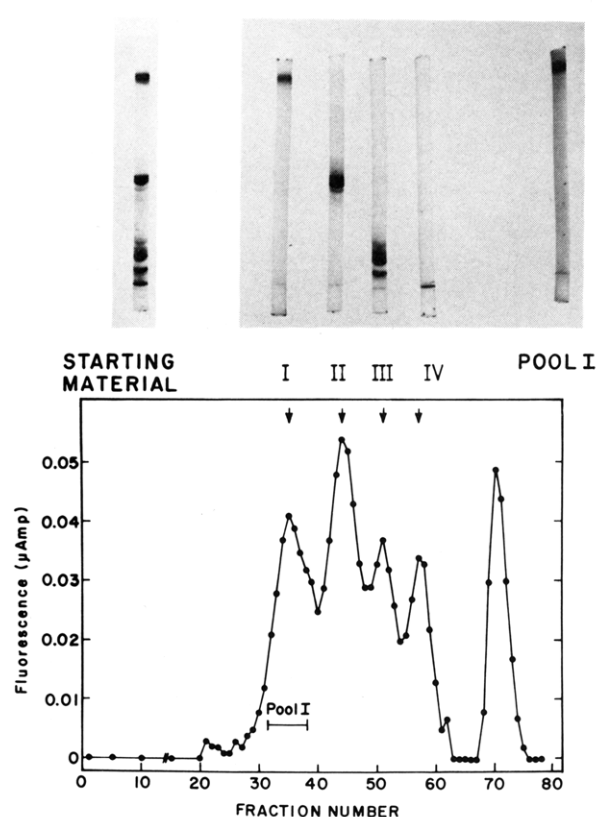 STARTING
MATERIAL
I II III IV
POOL I
Fluorescence (μAmp)
0.05
0.04
0.03
0.02
0.01
0
Pool I
0 10 20 30 40 50 60 70 80
FRACTION NUMBER